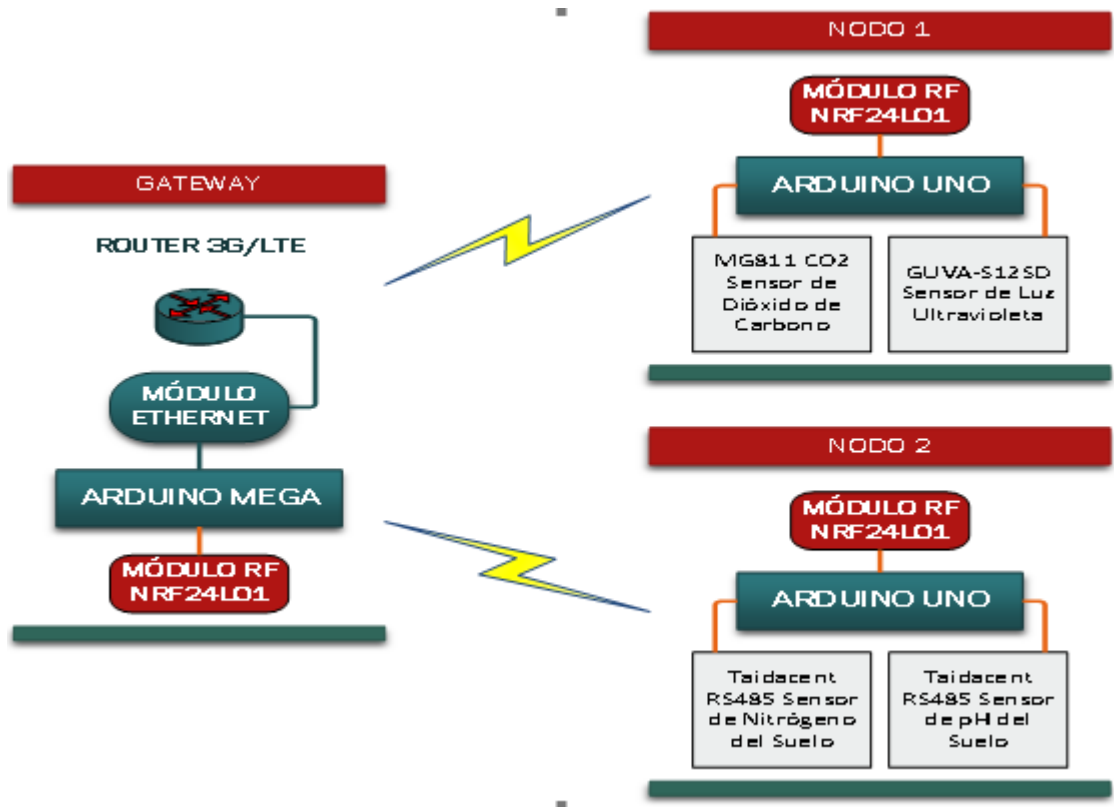 GATEWAY
ROUTER 3G/LTE
MÓDULO
ETHERNET
ARDUINO MEGA
MÓDULO RF
NRF24L01
NODO 1
MÓDULO RF
NRF24L01
ARDUINO UNO
MG811 CO2
Sensor de
Dióxido de
Carbono
GUVA-S12SD
Sensor de Luz
Ultravioleta
NODO 2
MÓDULO RF
NRF24L01
ARDUINO UNO
Taidacent
RS485 Sensor
de Nitrógeno
del Suelo
Taidacent
RS485 Sensor
de pH del
Suelo